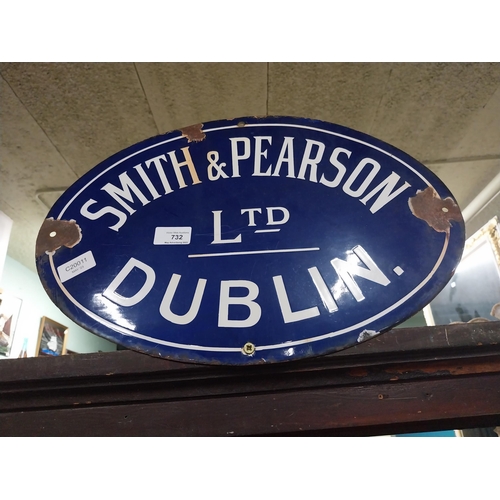 SMITH & PEARSON
LTD
732
C20011
DUBLIN.